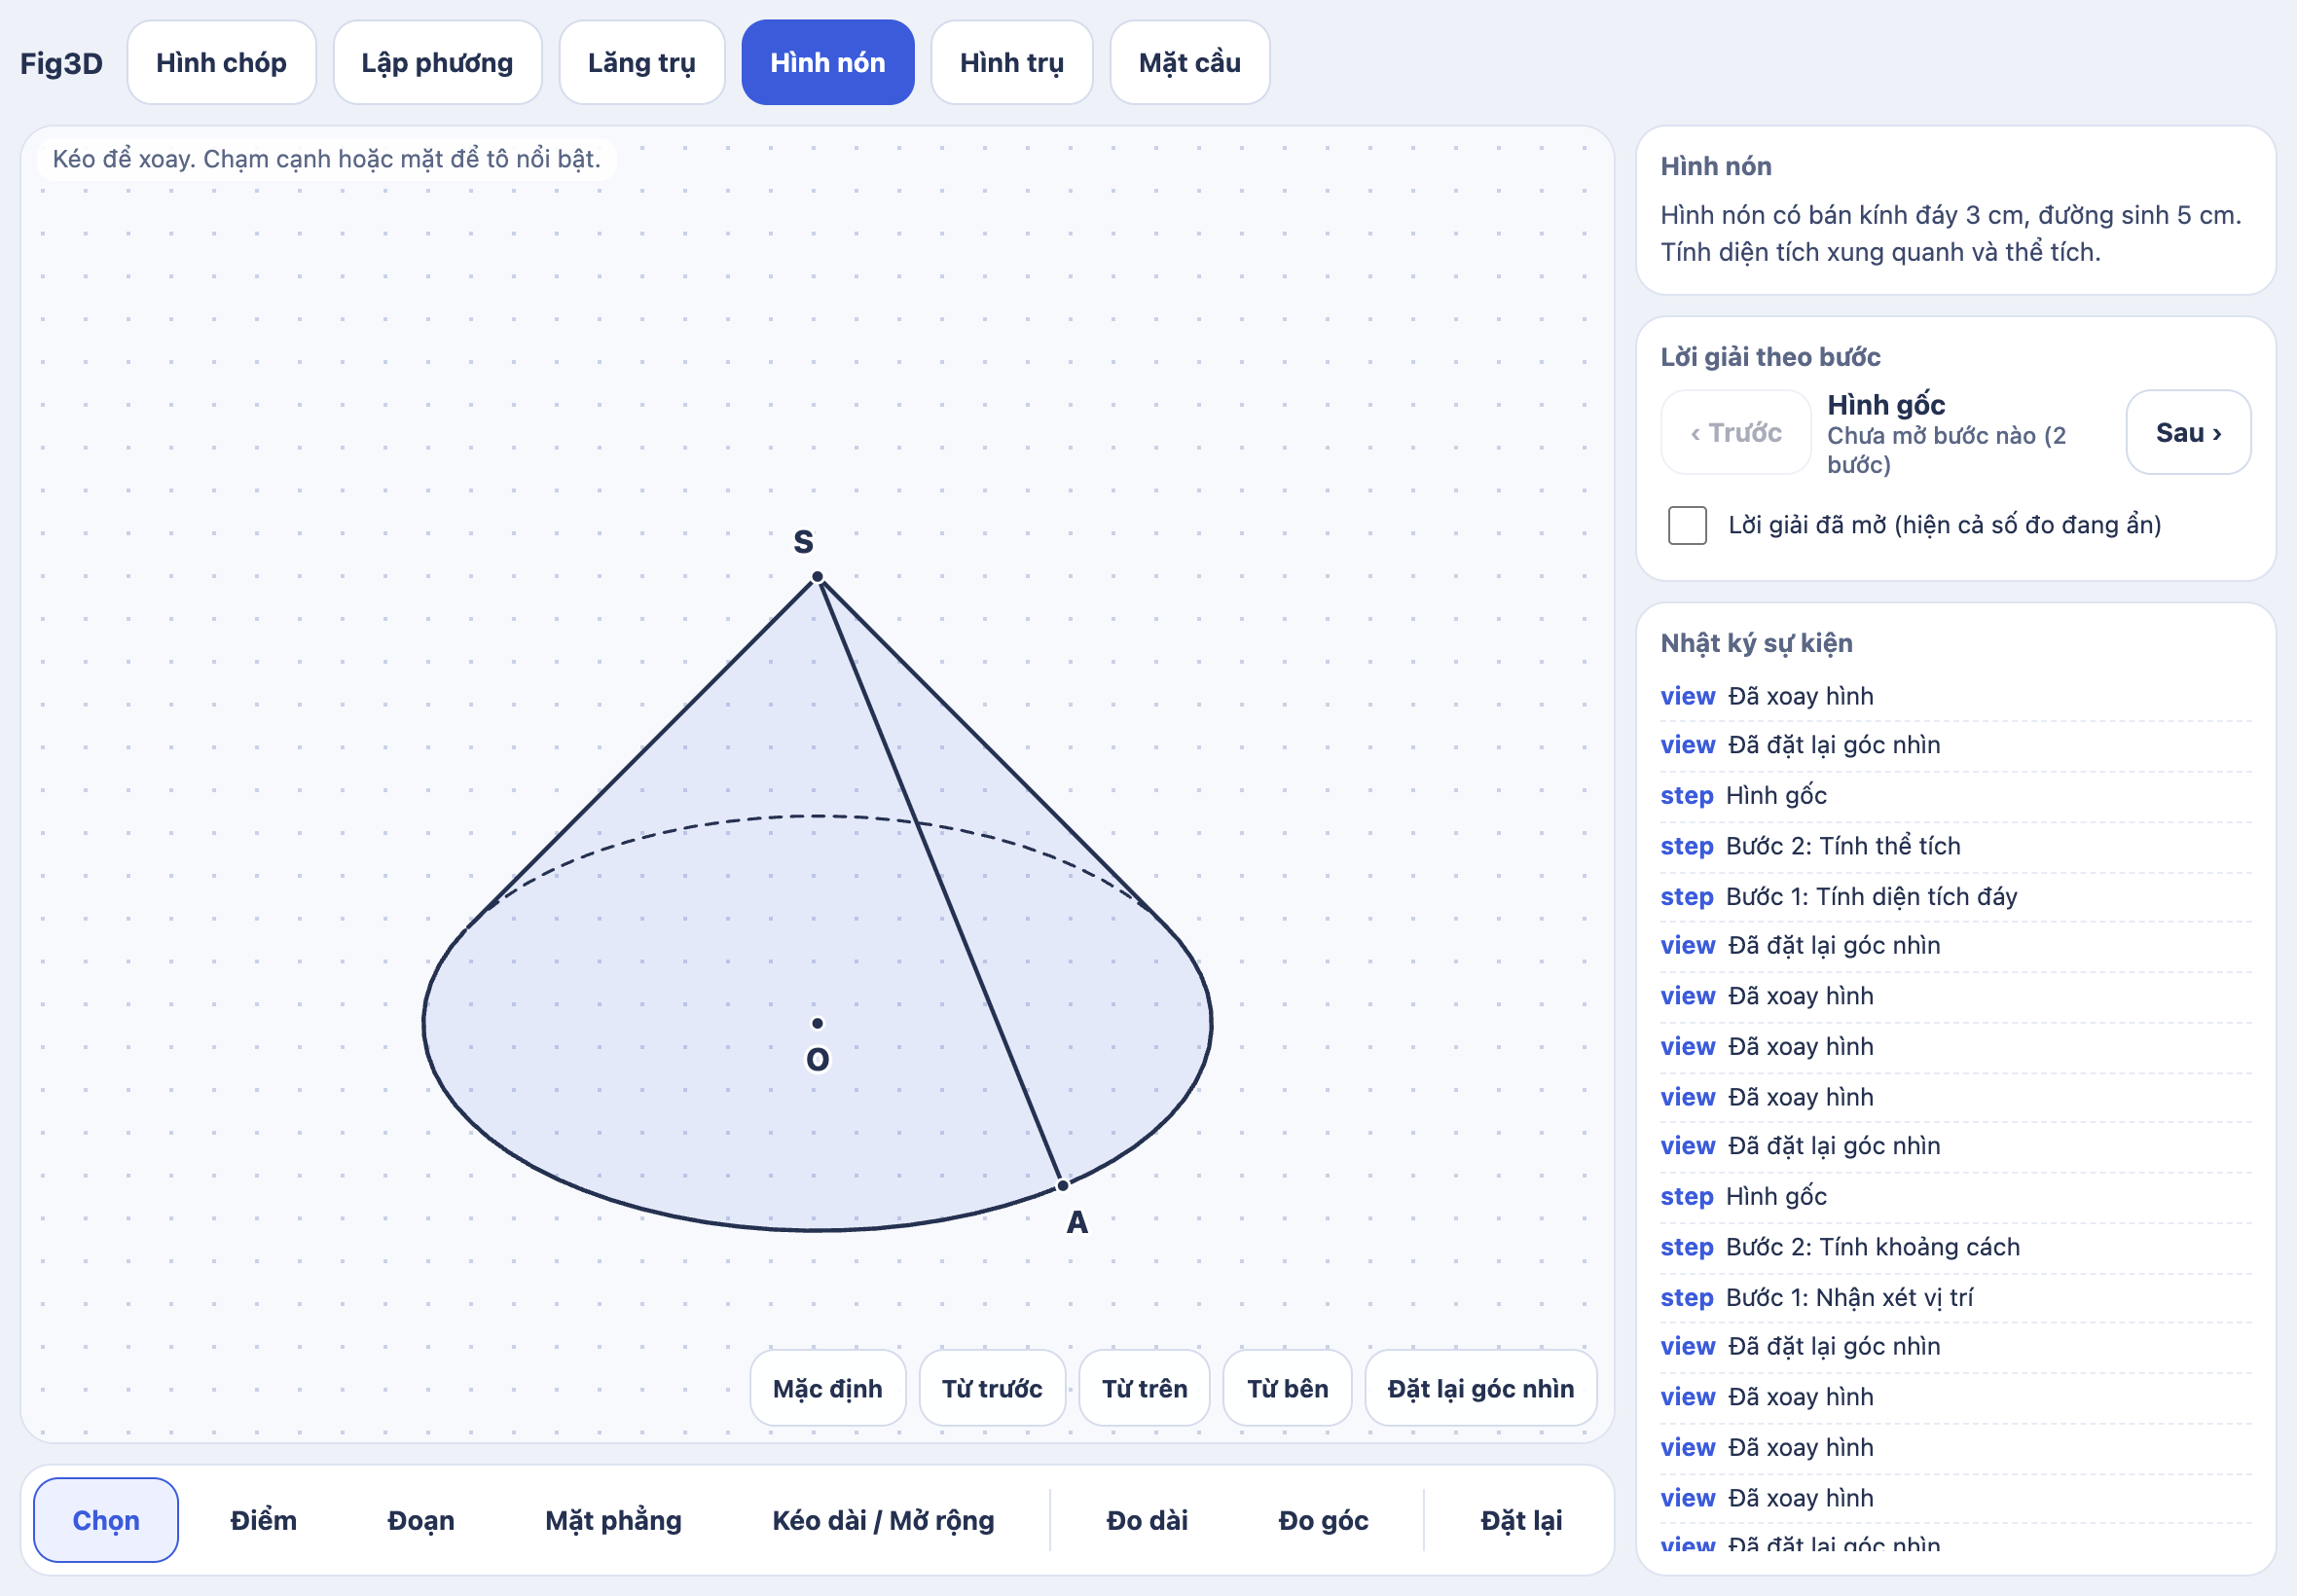 Fig3D
Hình chóp
Lập phương
Lăng trụ
Hình nón
Hình trụ
Mặt cầu
Kéo để xoay. Chạm cạnh hoặc mặt để tô nổi bật.
S
O
A
Mặc định
Từ trước
Từ trên
Từ bên
Đặt lại góc nhìn
Chọn
Điểm
Đoạn
Mặt phẳng
Kéo dài / Mở rộng
Đo dài
Đo góc
Đặt lại
Hình nón
Hình nón có bán kính đáy 3 cm, đường sinh 5 cm.
Tính diện tích xung quanh và thể tích.
Lời giải theo bước
‹ Trước
Hình gốc
Chưa mở bước nào (2
bước)
Sau ›
Lời giải đã mở (hiện cả số đo đang ẩn)
Nhật ký sự kiện
view Đã xoay hình
view Đã đặt lại góc nhìn
step Hình gốc
step Bước 2: Tính thể tích
step Bước 1: Tính diện tích đáy
view Đã đặt lại góc nhìn
view Đã xoay hình
view Đã xoay hình
view Đã xoay hình
view Đã đặt lại góc nhìn
step Hình gốc
step Bước 2: Tính khoảng cách
step Bước 1: Nhận xét vị trí
view Đã đặt lại góc nhìn
view Đã xoay hình
view Đã xoay hình
view Đã xoay hình
view Đã đặt lại góc nhìn